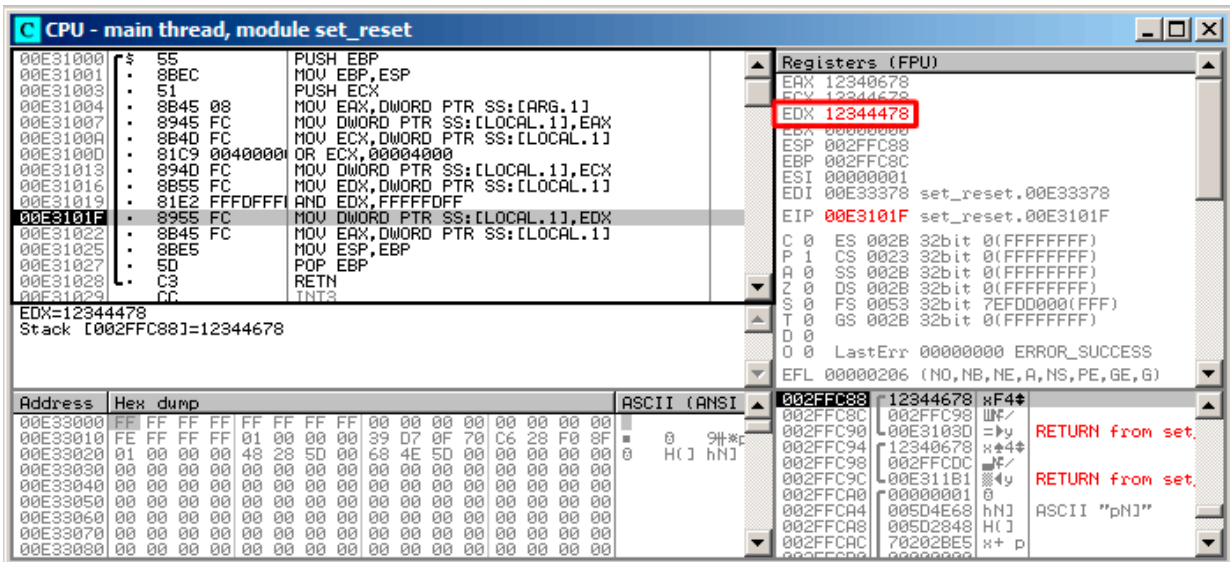 C CPU - main thread, module set_reset
00E31000 $ 55 PUSH EBP
00E31001 . 8BEC MOV EBP,ESP
00E31003 . 51 PUSH ECX
00E31004 . 8B45 08 MOV EAX,DWORD PTR SS:[ARG.1]
00E31007 . 8945 FC MOV DWORD PTR SS:[LOCAL.1],EAX
00E3100A . 8B4D FC MOV ECX,DWORD PTR SS:[LOCAL.1]
00E3100D . 81C9 00400000 OR ECX,00004000
00E31013 . 894D FC MOV DWORD PTR SS:[LOCAL.1],ECX
00E31016 . 8B55 FC MOV EDX,DWORD PTR SS:[LOCAL.1]
00E31019 . 81E2 FFFDFFFF AND EDX,FFFFFDFF
00E3101F . 8955 FC MOV DWORD PTR SS:[LOCAL.1],EDX
00E31022 . 8B45 FC MOV EAX,DWORD PTR SS:[LOCAL.1]
00E31025 . 8BE5 MOV ESP,EBP
00E31027 . 5D POP EBP
00E31028 . C3 RETN
00E31029 CC INT3
EDX=12344478
Stack [002FFC88]=12344678
Registers (FPU)
EAX 12340678
ECX 12344678
EDX 12344478
EBX 00000000
ESP 002FFC88
EBP 002FFC8C
ESI 00000001
EDI 00E33378 set_reset.00E33378
EIP 00E3101F set_reset.00E3101F
C 0 ES 002B 32bit 0(FFFFFFFF)
P 1 CS 0023 32bit 0(FFFFFFFF)
A 0 SS 002B 32bit 0(FFFFFFFF)
Z 0 DS 002B 32bit 0(FFFFFFFF)
S 0 FS 0053 32bit 7EFDD000(FFF)
T 0 GS 002B 32bit 0(FFFFFFFF)
D 0
O 0 LastErr 00000000 ERROR_SUCCESS
EFL 00000206 (NO,NB,NE,A,NS,PE,GE,G)
Address Hex dump ASCII (ANSI
00E33000 FF FF FF FF FF FF FF FF 00 00 00 00 00 00 00 00
00E33010 FE FF FF FF 01 00 00 00 39 D7 0F 70 C6 28 F0 8F
00E33020 01 00 00 00 48 28 5D 00 68 4E 5D 00 00 00 00 00 H(] hN]
00E33030 00 00 00 00 00 00 00 00 00 00 00 00 00 00 00 00
00E33040 00 00 00 00 00 00 00 00 00 00 00 00 00 00 00 00
00E33050 00 00 00 00 00 00 00 00 00 00 00 00 00 00 00 00
00E33060 00 00 00 00 00 00 00 00 00 00 00 00 00 00 00 00
00E33070 00 00 00 00 00 00 00 00 00 00 00 00 00 00 00 00
00E33080 00 00 00 00 00 00 00 00 00 00 00 00 00 00 00 00
002FFC88 12344678 xF4‡
002FFC8C 002FFC98
002FFC90 00E3103D =►y RETURN from set_
002FFC94 12340678 x♠4‡
002FFC98 002FFCDC
002FFC9C 00E311B1 ▒◄y RETURN from set_
002FFCA0 00000001
002FFCA4 005D4E68 hN] ASCII "pN]"
002FFCA8 005D2848 H(]
002FFCAC 70202BE5 x+ p